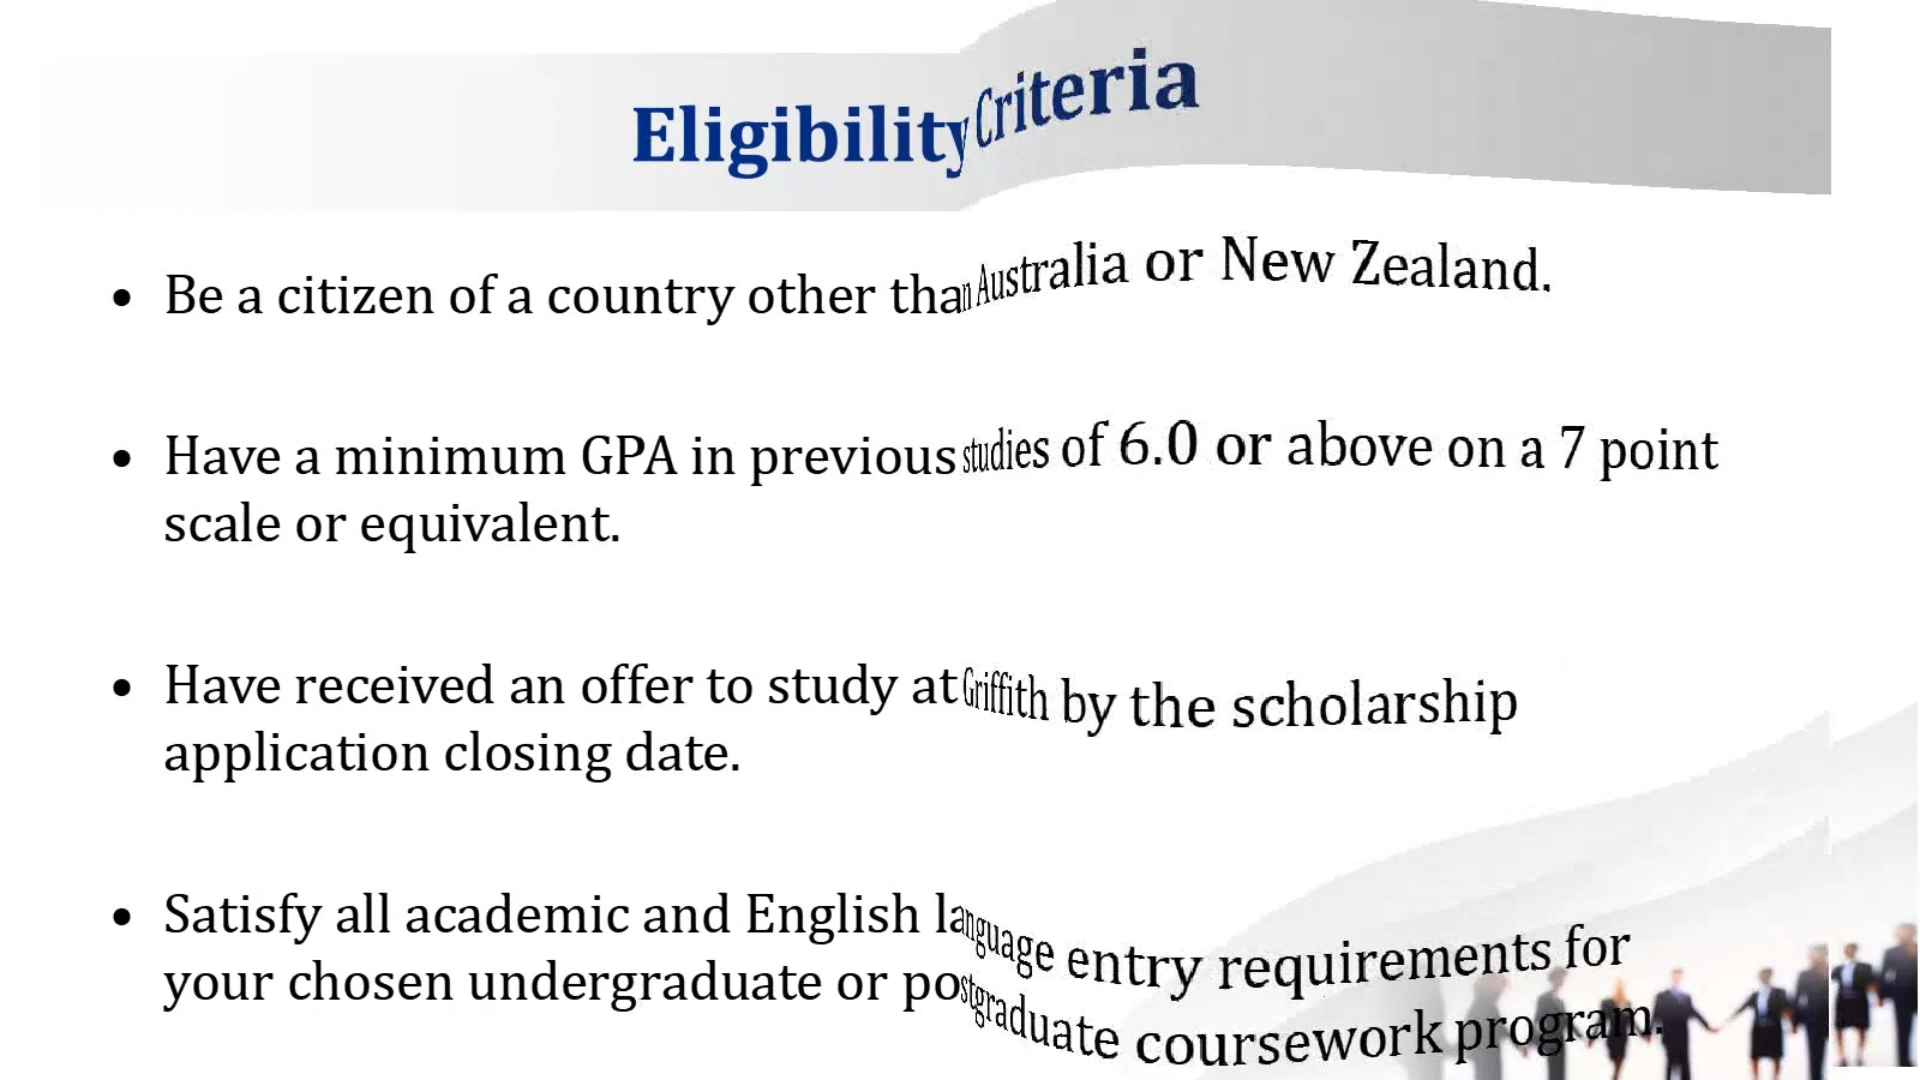 Eligibility Criteria
• Be a citizen of a country other than Australia or New Zealand.
• Have a minimum GPA in previous studies of 6.0 or above on a 7 point
scale or equivalent.
• Have received an offer to study at Griffith by the scholarship
application closing date.
• Satisfy all academic and English language entry requirements for
your chosen undergraduate or postgraduate coursework program.